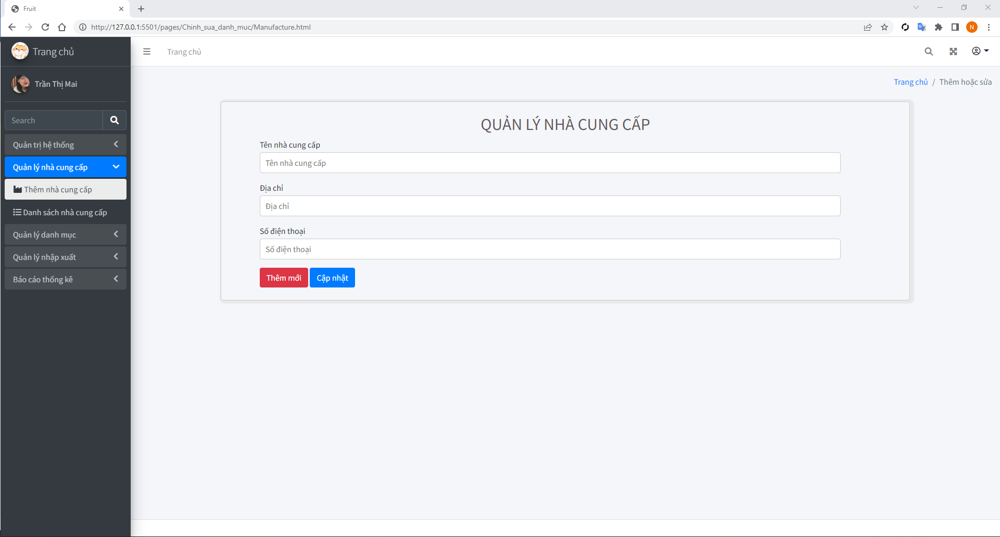 Fruit
http://127.0.0.1:5501/pages/Chinh_sua_danh_muc/Manufacture.html
N
Trang chủ
Trang chủ
Trần Thị Mai
Trang chủ / Thêm hoặc sửa
Search
Quản trị hệ thống
Quản lý nhà cung cấp
Thêm nhà cung cấp
Danh sách nhà cung cấp
Quản lý danh mục
Quản lý nhập xuất
Báo cáo thống kê
QUẢN LÝ NHÀ CUNG CẤP
Tên nhà cung cấp
Tên nhà cung cấp
Địa chỉ
Địa chỉ
Số điện thoại
Số điện thoại
Thêm mới Cập nhật